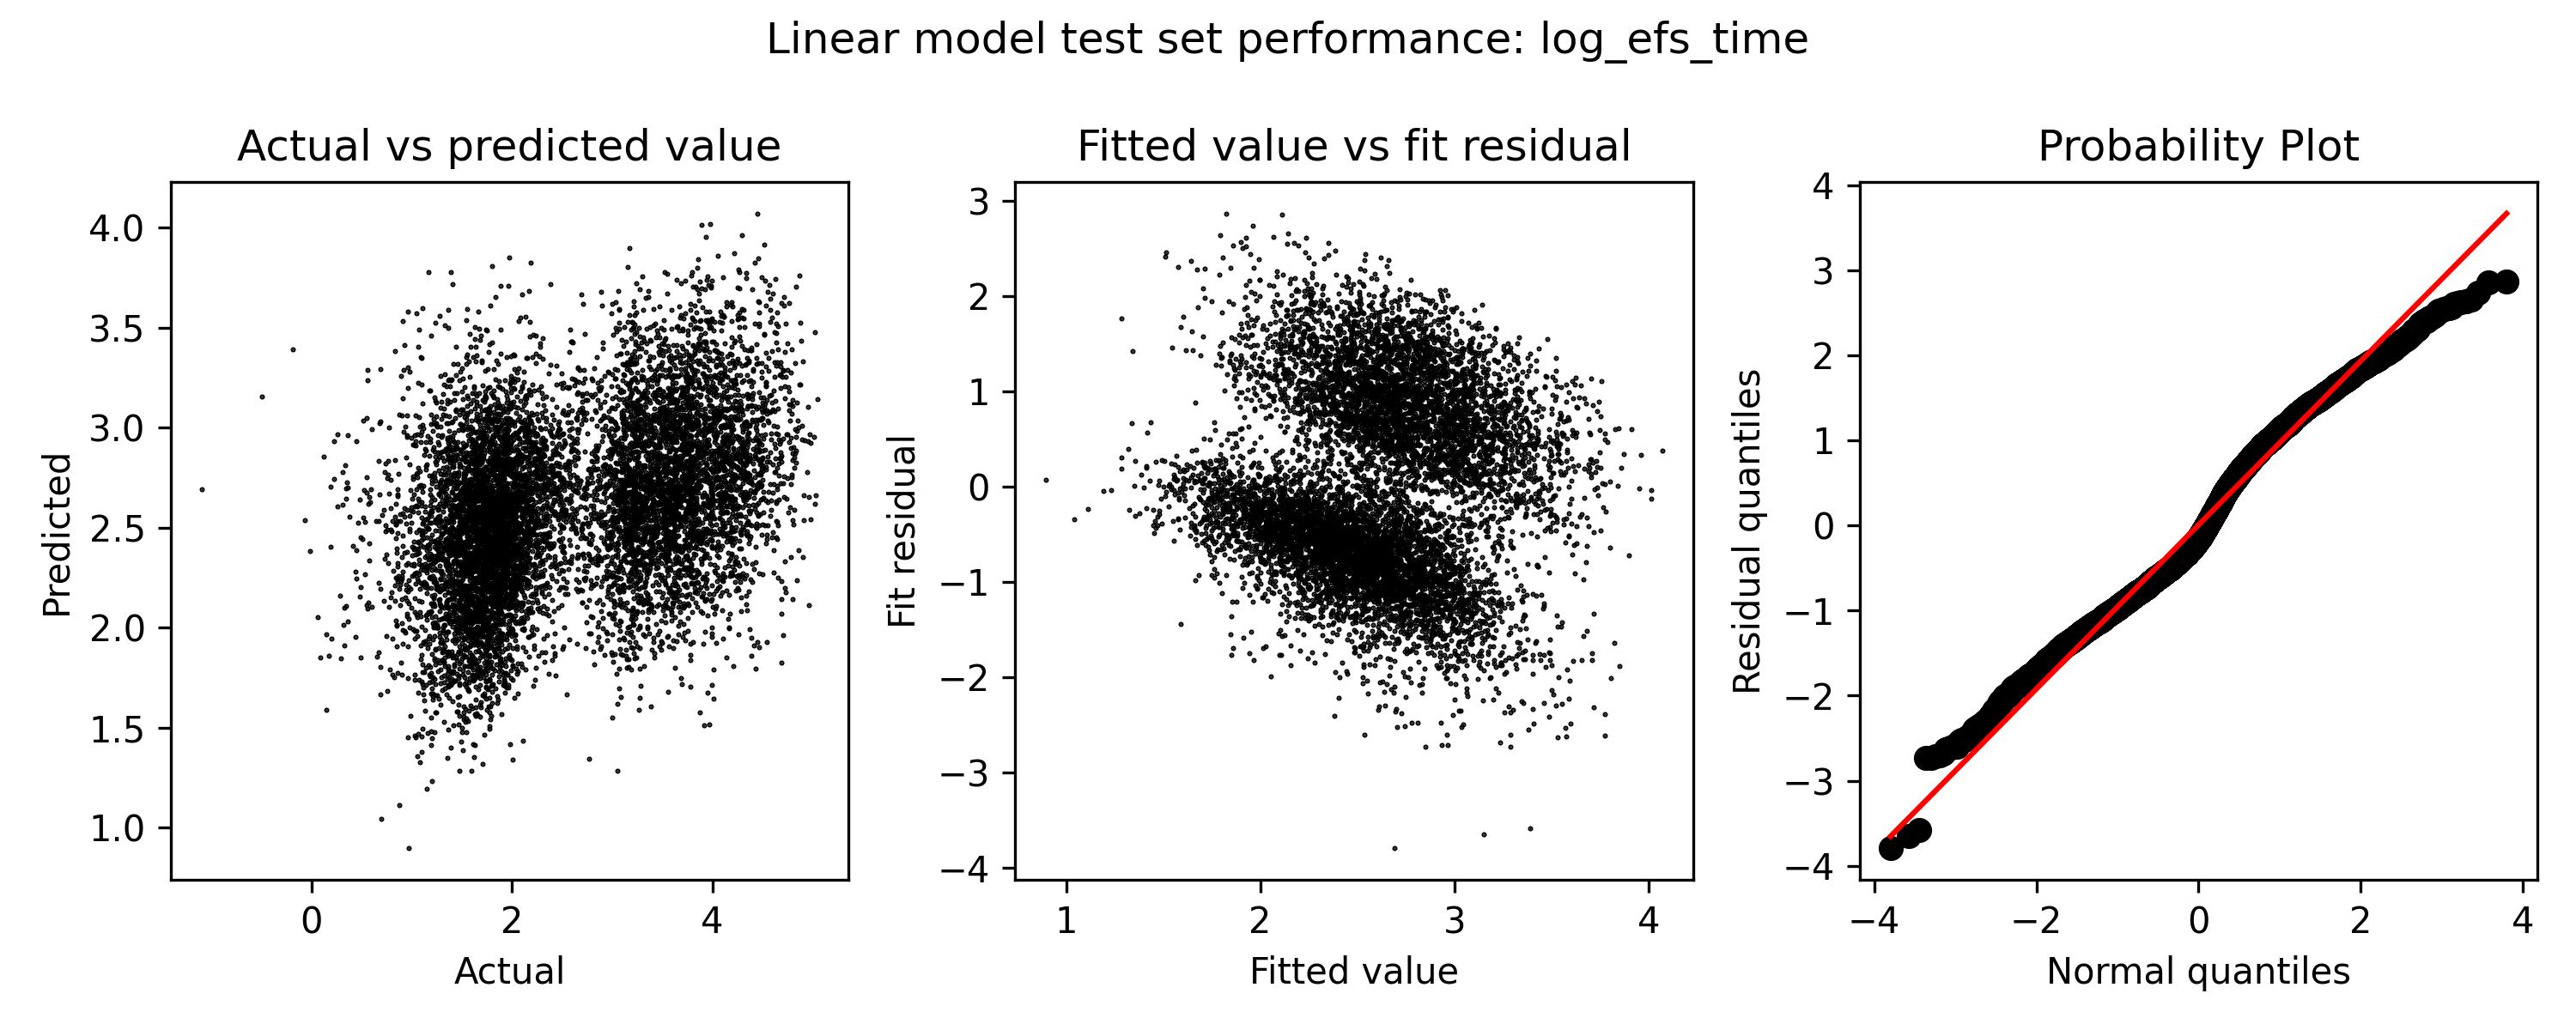 Linear model test set performance: log_efs_time
Actual vs predicted value
4.0
3.5
3.0
2.5
2.0
1.5
1.0
Predicted
0 2 4
Actual
Fitted value vs fit residual
3
2
1
0
−1
−2
−3
−4
Fit residual
1 2 3 4
Fitted value
Probability Plot
4
3
2
1
0
−1
−2
−3
−4
Residual quantiles
−4 −2 0 2 4
Normal quantiles